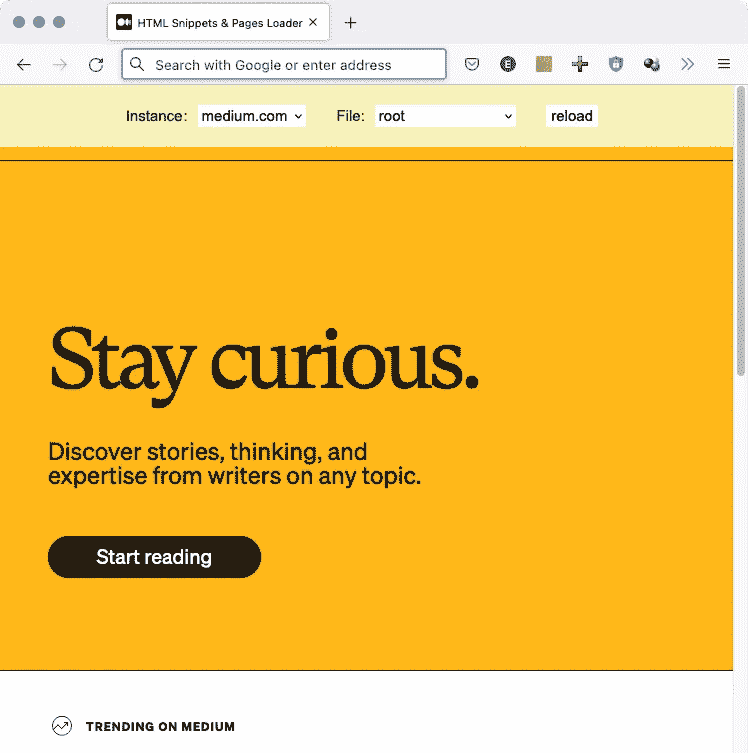 HTML Snippets & Pages Loader
Search with Google or enter address
Instance: medium.com File: root reload
Stay curious.
Discover stories, thinking, and
expertise from writers on any topic.
Start reading
TRENDING ON MEDIUM